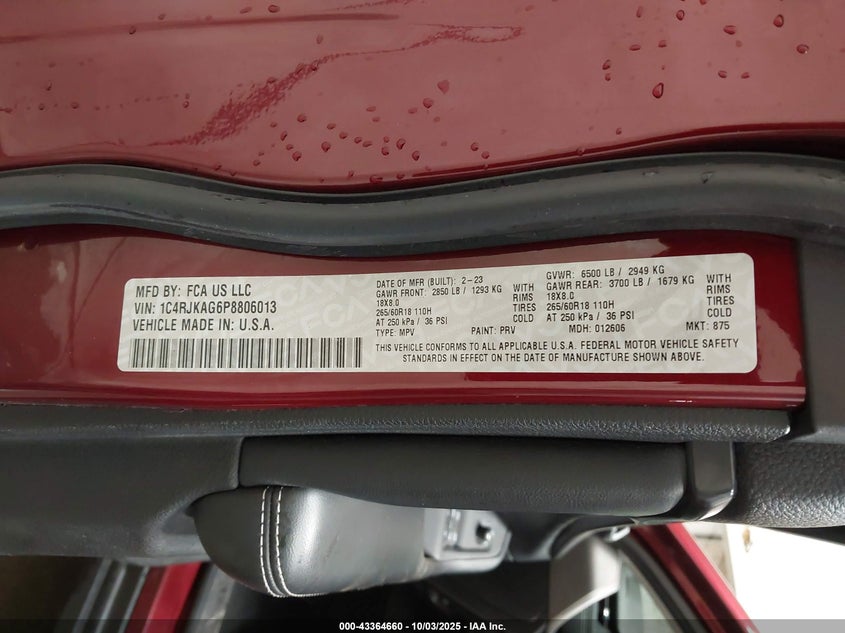 MFD BY: FCA US LLC
VIN: 1C4RJKAG6P8806013
VEHICLE MADE IN U.S.A.
DATE OF MFR (BUILT): 2-23
GAWR FRONT: 2850 LB / 1293 KG WITH
18X8.0 RIMS
265/60R18 110H TIRES
AT 250 kPa / 36 PSI COLD
TYPE: MPV PAINT: PRV
GVWR: 6500 LB / 2949 KG
GAWR REAR: 3700 LB / 1679 KG WITH
18X8.0 RIMS
265/60R18 110H TIRES
AT 250 kPa / 36 PSI COLD
MDH: 012606 MKT: 875
THIS VEHICLE CONFORMS TO ALL APPLICABLE U.S.A. FEDERAL MOTOR VEHICLE SAFETY
STANDARDS IN EFFECT ON THE DATE OF MANUFACTURE SHOWN ABOVE.
000-43364660 - 10/03/2025 - IAA Inc.